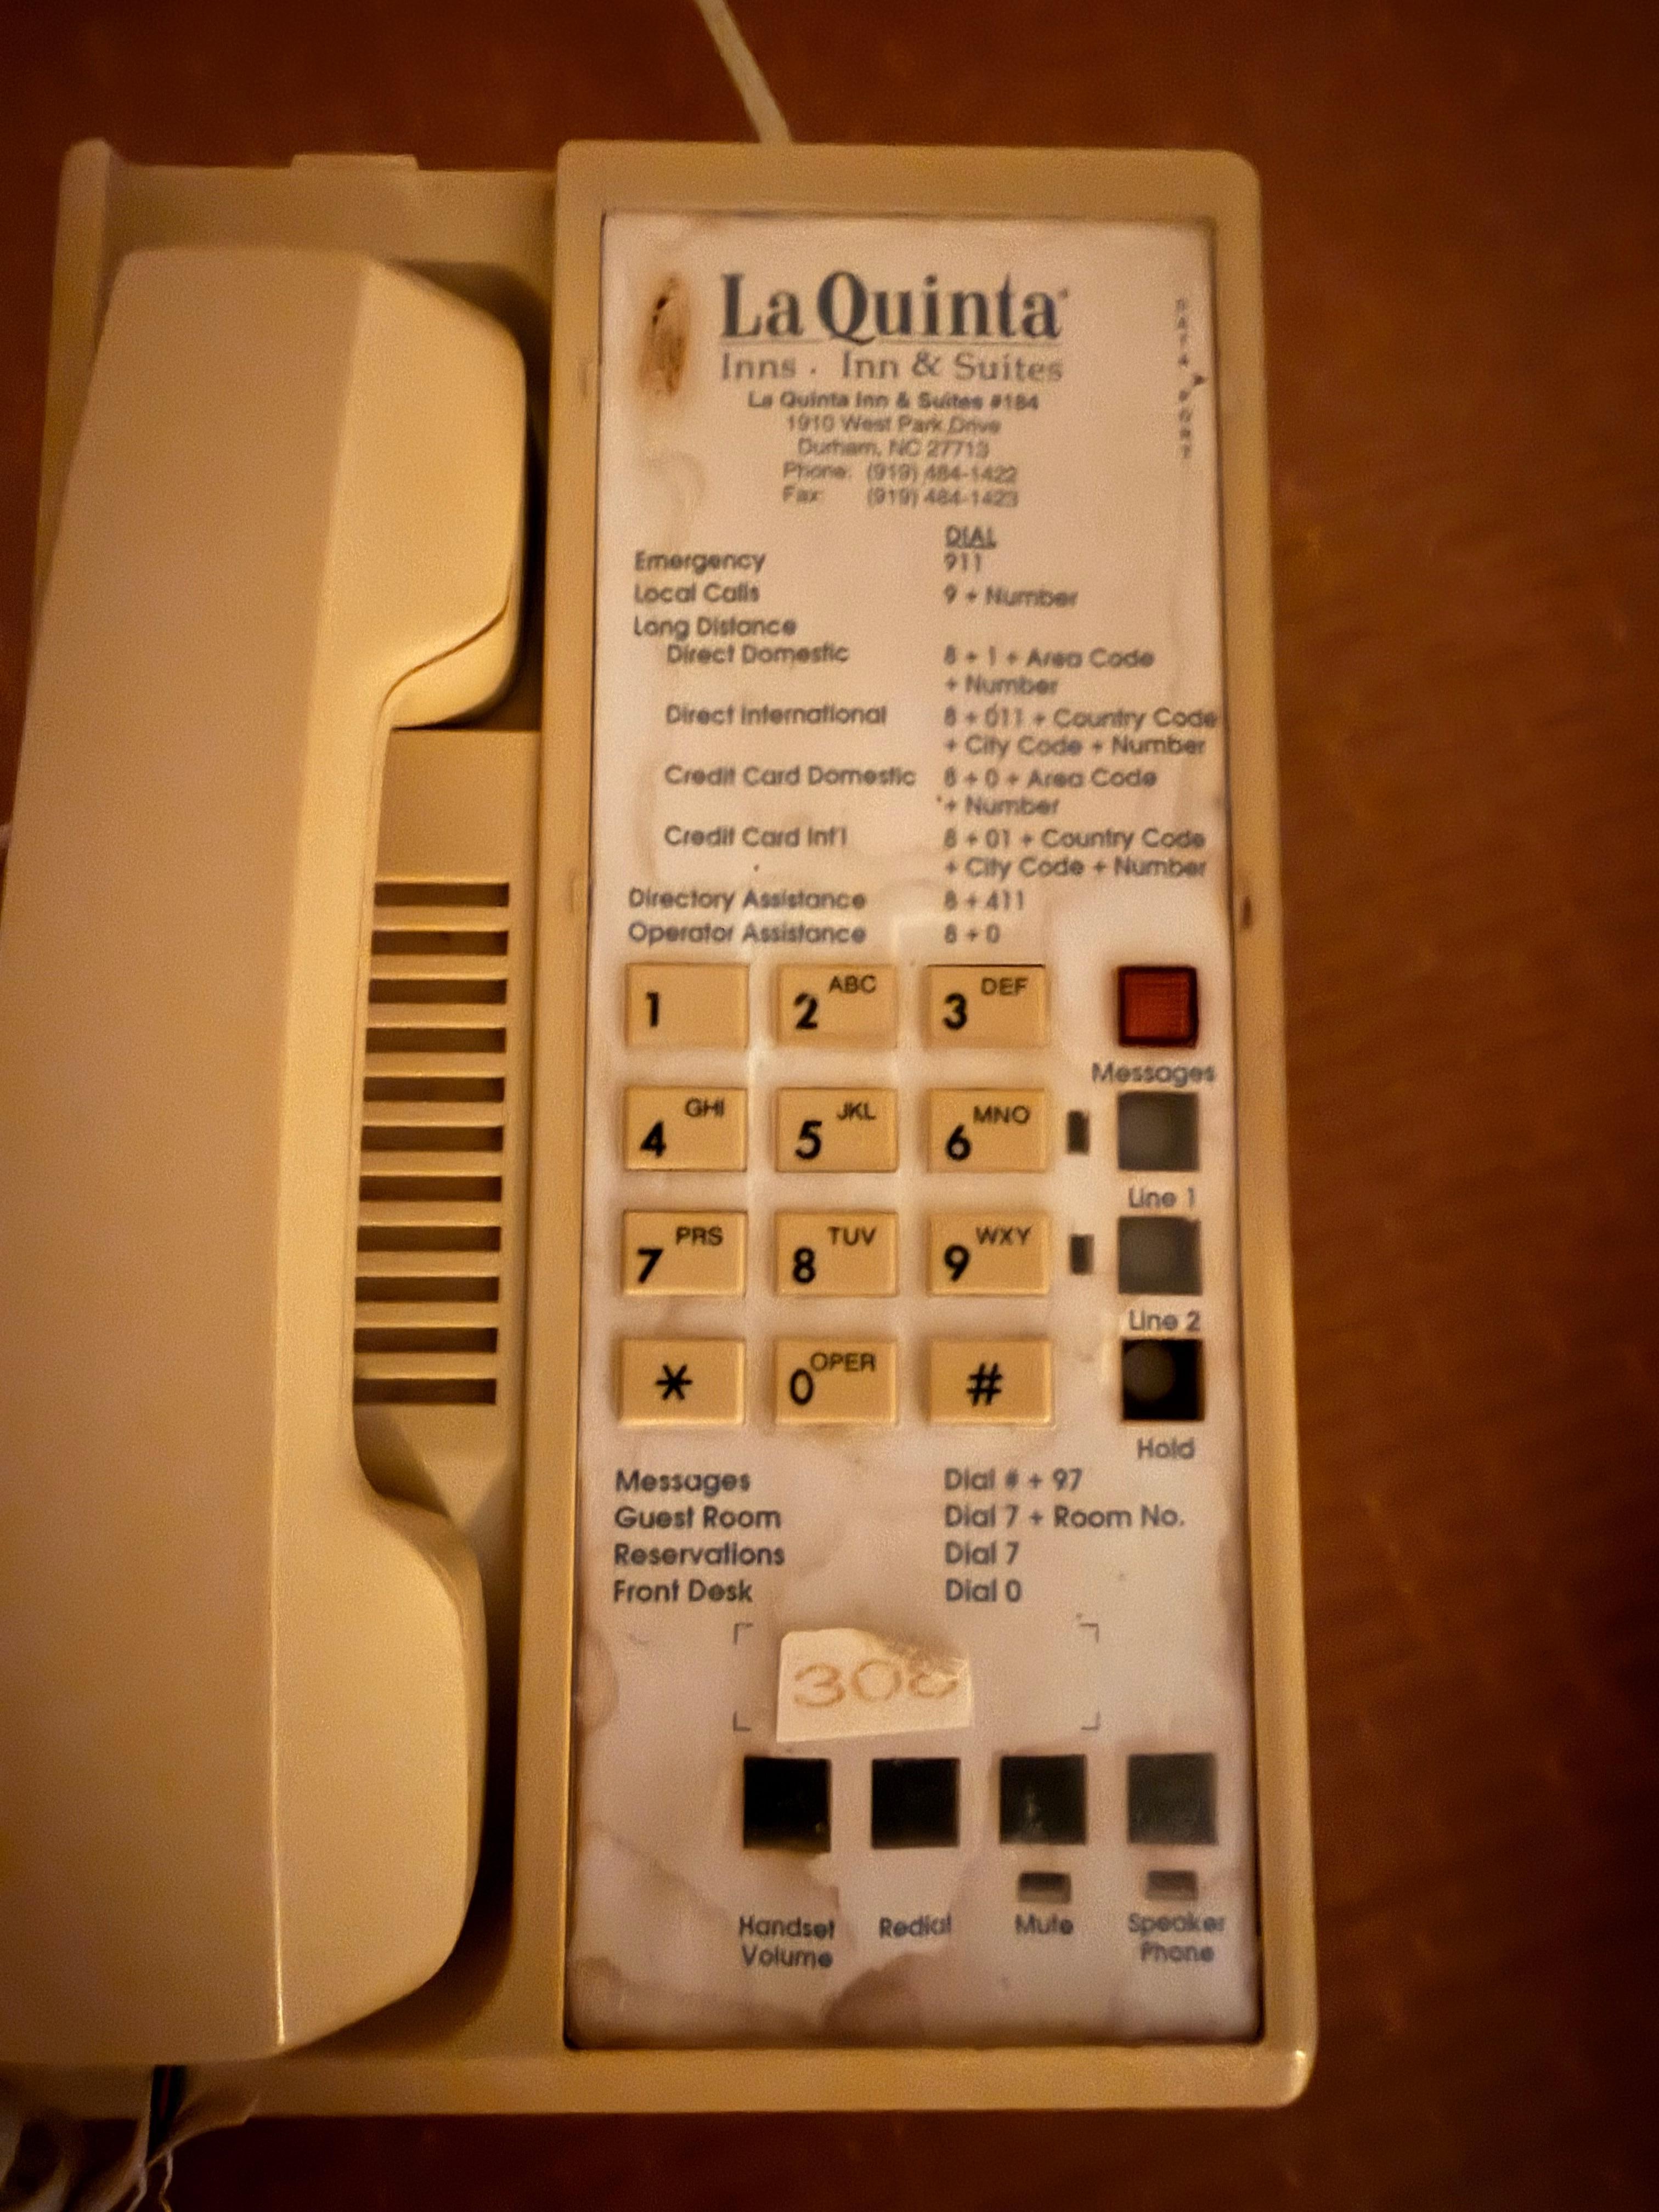 La Quinta
Inns . Inn & Suites
La Quinta Inn & Suites #184
1910 West Park Drive
Durham, NC 27713
Phone: (919) 484-1422
Fax: (919) 484-1423
DATA PORT
DIAL
Emergency 911
Local Calls 9 + Number
Long Distance
Direct Domestic 8 + 1 + Area Code
+ Number
Direct International 8 + 011 + Country Code
+ City Code + Number
Credit Card Domestic 8 + 0 + Area Code
+ Number
Credit Card Int'l 8 + 01 + Country Code
+ City Code + Number
Directory Assistance 8 + 411
Operator Assistance 8 + 0
1 2 ABC 3 DEF
Messages
4 GHI 5 JKL 6 MNO
Line 1
7 PRS 8 TUV 9 WXY
Line 2
* 0 OPER #
Hold
Messages Dial # + 97
Guest Room Dial 7 + Room No.
Reservations Dial 7
Front Desk Dial 0
308
Handset Redial Mute Speaker
Volume Phone